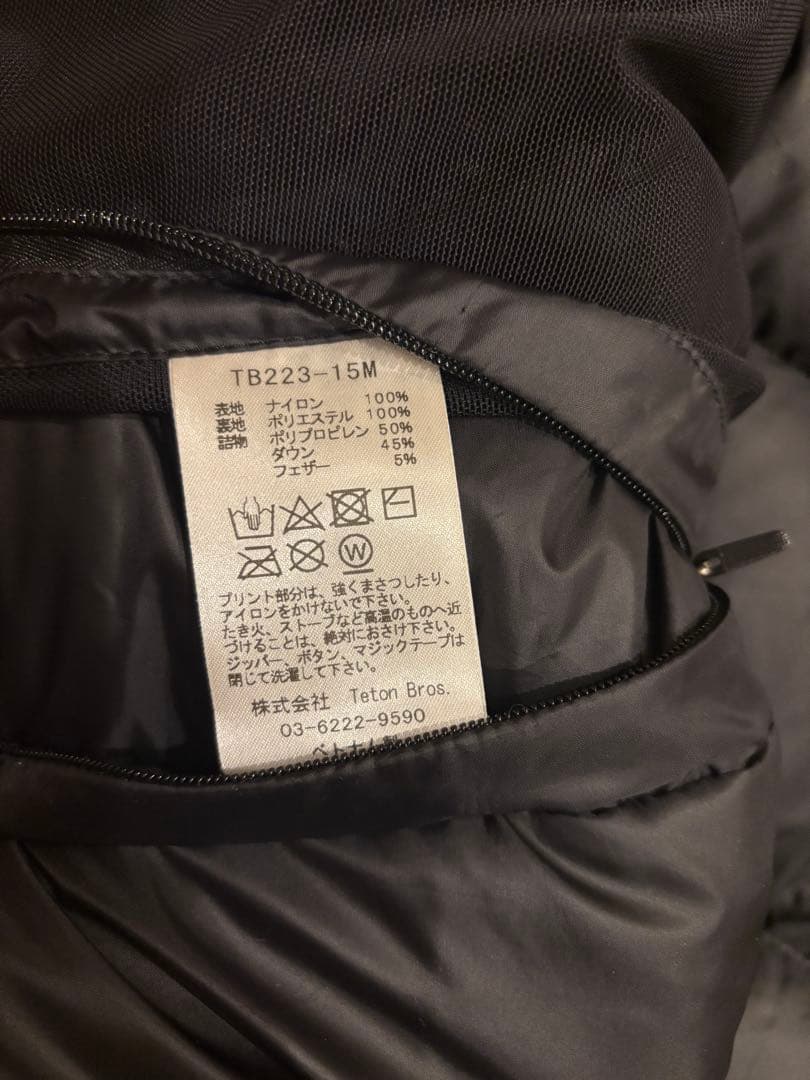 TB223-15M
表地 ナイロン 100%
裏地 ポリエステル 100%
詰物 ポリプロピレン 50%
ダウン 45%
フェザー 5%
W
プリント部分は、強くまさつしたり、
アイロンをかけないで下さい。
たき火、ストーブなど高温のものへ近
づけることは、絶対におさけ下さい。
ジッパー、ボタン、マジックテープは
閉じて洗濯して下さい。
株式会社 Teton Bros.
03-6222-9590
ベトナム製